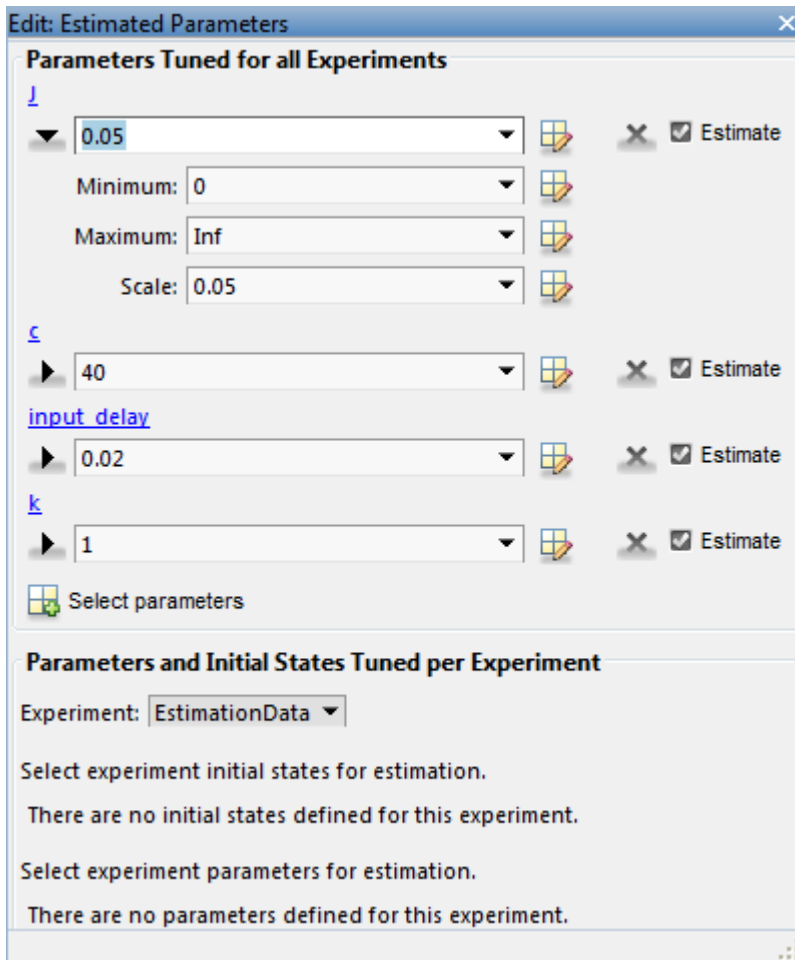 Edit: Estimated Parameters
Parameters Tuned for all Experiments
J
0.05 Estimate
Minimum: 0
Maximum: Inf
Scale: 0.05
c
40 Estimate
input_delay
0.02 Estimate
k
1 Estimate
Select parameters
Parameters and Initial States Tuned per Experiment
Experiment: EstimationData
Select experiment initial states for estimation.
There are no initial states defined for this experiment.
Select experiment parameters for estimation.
There are no parameters defined for this experiment.